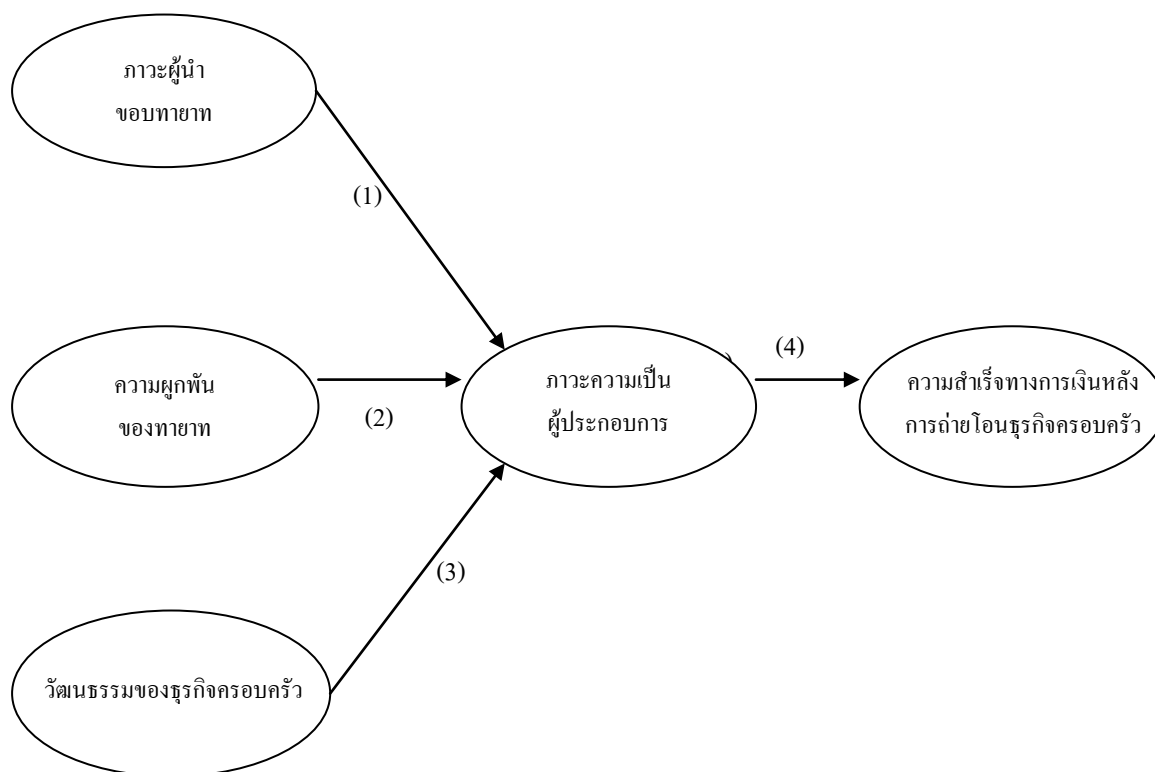 ภาวะผู้นำ
ขอบทายาท
(1)
ความผูกพัน
ของทายาท
(2)
ภาวะความเป็น
ผู้ประกอบการ
)
(4)
ความสำเร็จทางการเงินหลัง
การถ่ายโอนธุรกิจครอบครัว
(3)
วัฒนธรรมของธุรกิจครอบครัว